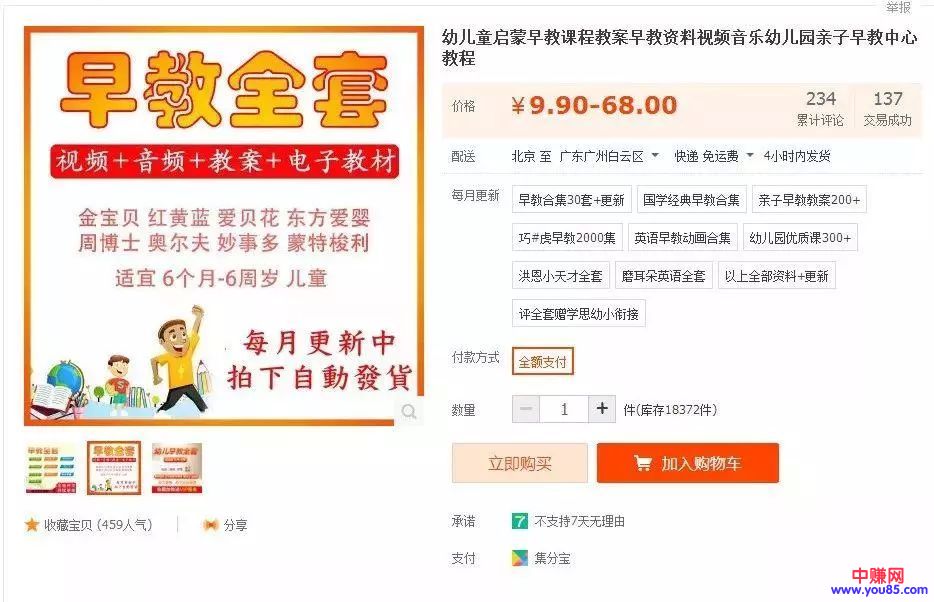 举报
早教全套
视频+音频+教案+电子教材
金宝贝 红黄蓝 爱贝花 东方爱婴
周博士 奥尔夫 妙事多 蒙特梭利
适宜 6个月-6周岁 儿童
每月更新中
拍下自動發貨
收藏宝贝 (459人气)
分享
幼儿童启蒙早教课程教案早教资料视频音乐幼儿园亲子早教中心
教程
价格 ¥9.90-68.00
234 累计评论
137 交易成功
配送 北京 至 广东广州白云区 快递 免运费 4小时内发货
每月更新 早教合集30套+更新 国学经典早教合集 亲子早教教案200+
巧#虎早教2000集 英语早教动画合集 幼儿园优质课300+
洪恩小天才全套 磨耳朵英语全套 以上全部资料+更新
评全套赠学思幼小衔接
付款方式 全额支付
数量 1 件(库存18372件)
立即购买 加入购物车
承诺 7 不支持7天无理由
支付 集分宝
中赚网
www.you85.com